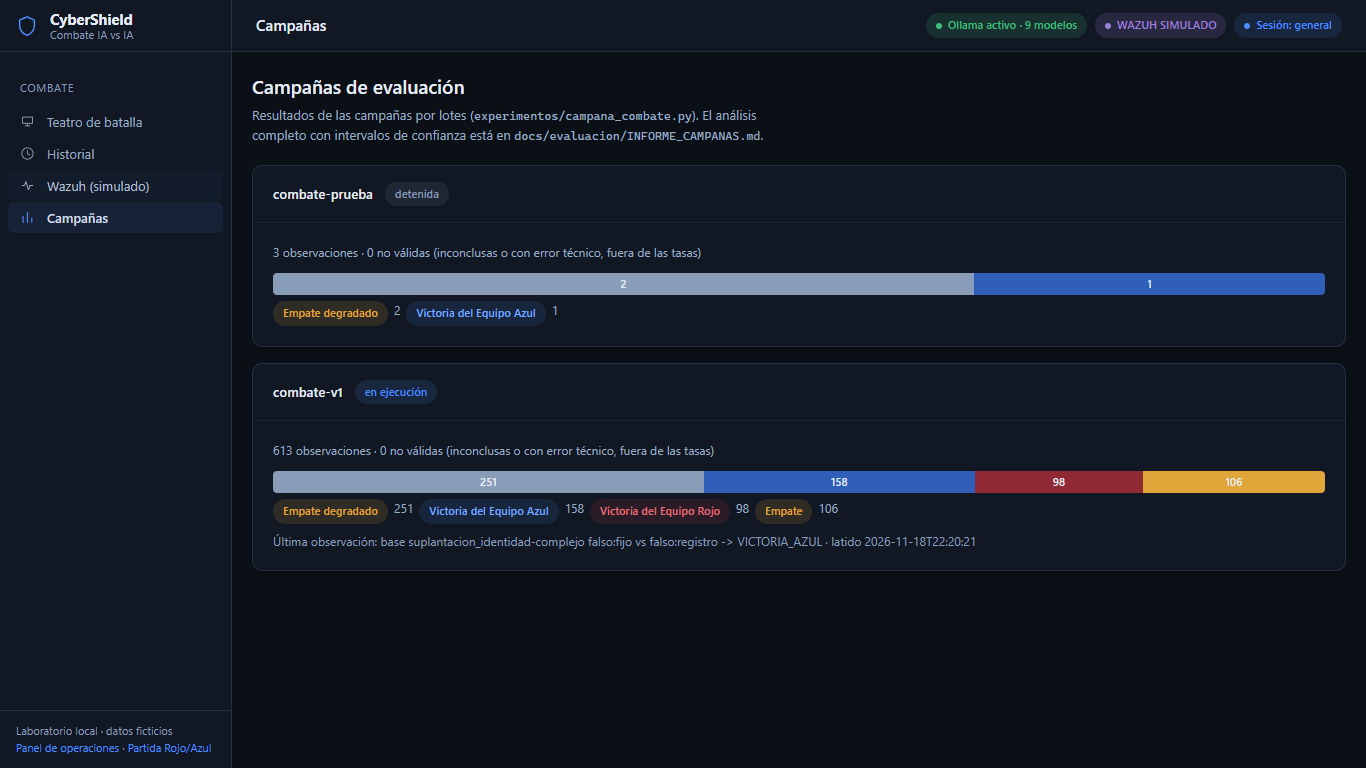 CyberShield
Combate IA vs IA
Campañas
Ollama activo · 9 modelos
WAZUH SIMULADO
Sesión: general
COMBATE
Teatro de batalla
Historial
Wazuh (simulado)
Campañas
Campañas de evaluación
Resultados de las campañas por lotes (experimentos/campana_combate.py). El análisis
completo con intervalos de confianza está en docs/evaluacion/INFORME_CAMPANAS.md.
combate-prueba detenida
3 observaciones · 0 no válidas (inconclusas o con error técnico, fuera de las tasas)
2 1
Empate degradado 2 Victoria del Equipo Azul 1
combate-v1 en ejecución
613 observaciones · 0 no válidas (inconclusas o con error técnico, fuera de las tasas)
251 158 98 106
Empate degradado 251 Victoria del Equipo Azul 158 Victoria del Equipo Rojo 98 Empate 106
Última observación: base suplantacion_identidad-complejo falso:fijo vs falso:registro -> VICTORIA_AZUL · latido 2026-11-18T22:20:21
Laboratorio local · datos ficticios
Panel de operaciones · Partida Rojo/Azul